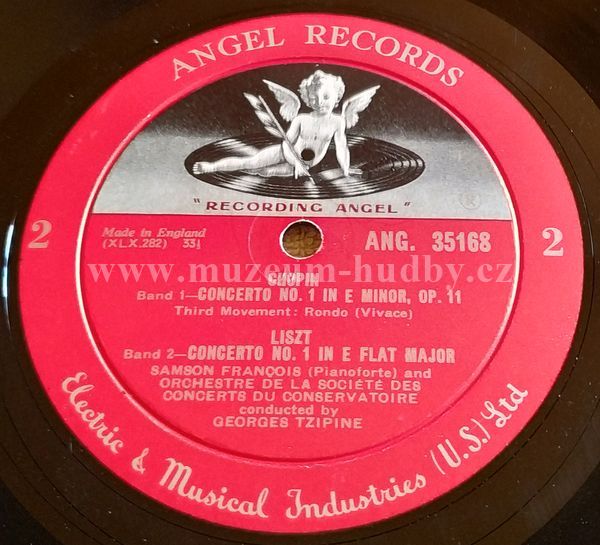 ANGEL RECORDS
"RECORDING ANGEL"
®
2
2
Made in England
(XLX.282) 33⅓
ANG. 35168
www.muzeum-hudby.cz
CHOPIN
Band 1—CONCERTO NO. 1 IN E MINOR, OP. 11
Third Movement: Rondo (Vivace)
LISZT
Band 2—CONCERTO NO. 1 IN E FLAT MAJOR
SAMSON FRANÇOIS (Pianoforte) and
ORCHESTRE DE LA SOCIÉTÉ DES
CONCERTS DU CONSERVATOIRE
conducted by
GEORGES TZIPINE
Electric & Musical Industries (U.S.) Ltd